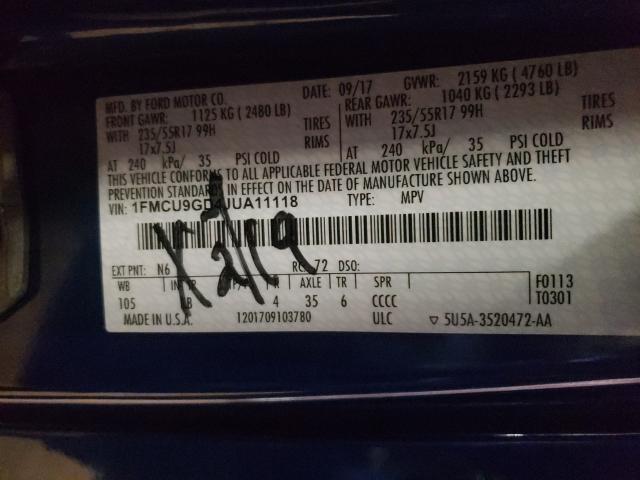 MFD. BY FORD MOTOR CO.
DATE: 09/17 GVWR: 2159 KG ( 4760 LB)
FRONT GAWR: 1125 KG ( 2480 LB) REAR GAWR: 1040 KG ( 2293 LB)
WITH 235/55R17 99H TIRES WITH 235/55R17 99H TIRES
17x7.5J RIMS 17x7.5J RIMS
AT 240 kPa/ 35 PSI COLD AT 240 kPa/ 35 PSI COLD
THIS VEHICLE CONFORMS TO ALL APPLICABLE FEDERAL MOTOR VEHICLE SAFETY AND THEFT
PREVENTION STANDARDS IN EFFECT ON THE DATE OF MANUFACTURE SHOWN ABOVE.
VIN: 1FMCU9GD4JUA11118 TYPE: MPV
EXT PNT: N6 72 DSO:
WB R AXLE TR SPR F0113
105 LB 4 35 6 CCCC T0301
MADE IN U.S.A. 1201709103780 ULC ▽ 5U5A-3520472-AA